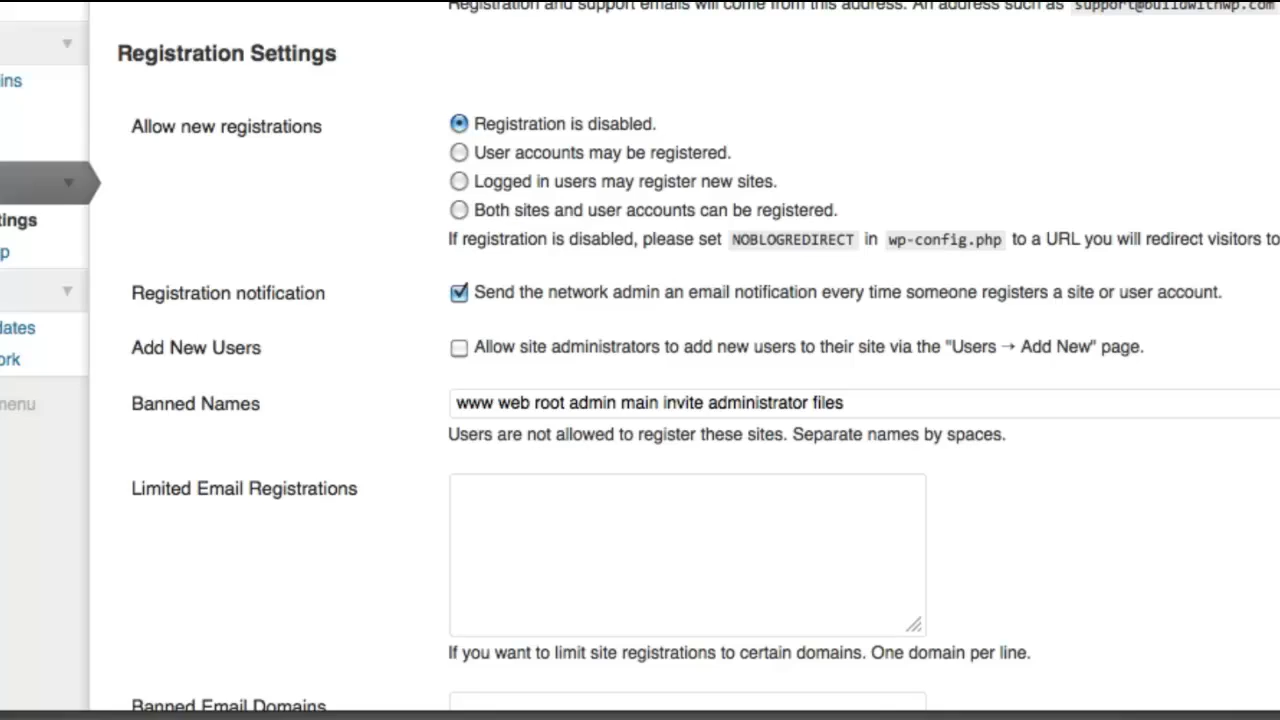 Registration and support emails will come from this address. An address such as support@buildwithwp.com
Registration Settings
ins
Allow new registrations
Registration is disabled.
User accounts may be registered.
Logged in users may register new sites.
tings
Both sites and user accounts can be registered.
p
If registration is disabled, please set NOBLOGREDIRECT in wp-config.php to a URL you will redirect visitors to
Registration notification
Send the network admin an email notification every time someone registers a site or user account.
dates
Add New Users
Allow site administrators to add new users to their site via the "Users → Add New" page.
ork
menu
Banned Names
www web root admin main invite administrator files
Users are not allowed to register these sites. Separate names by spaces.
Limited Email Registrations
If you want to limit site registrations to certain domains. One domain per line.
Banned Email Domains